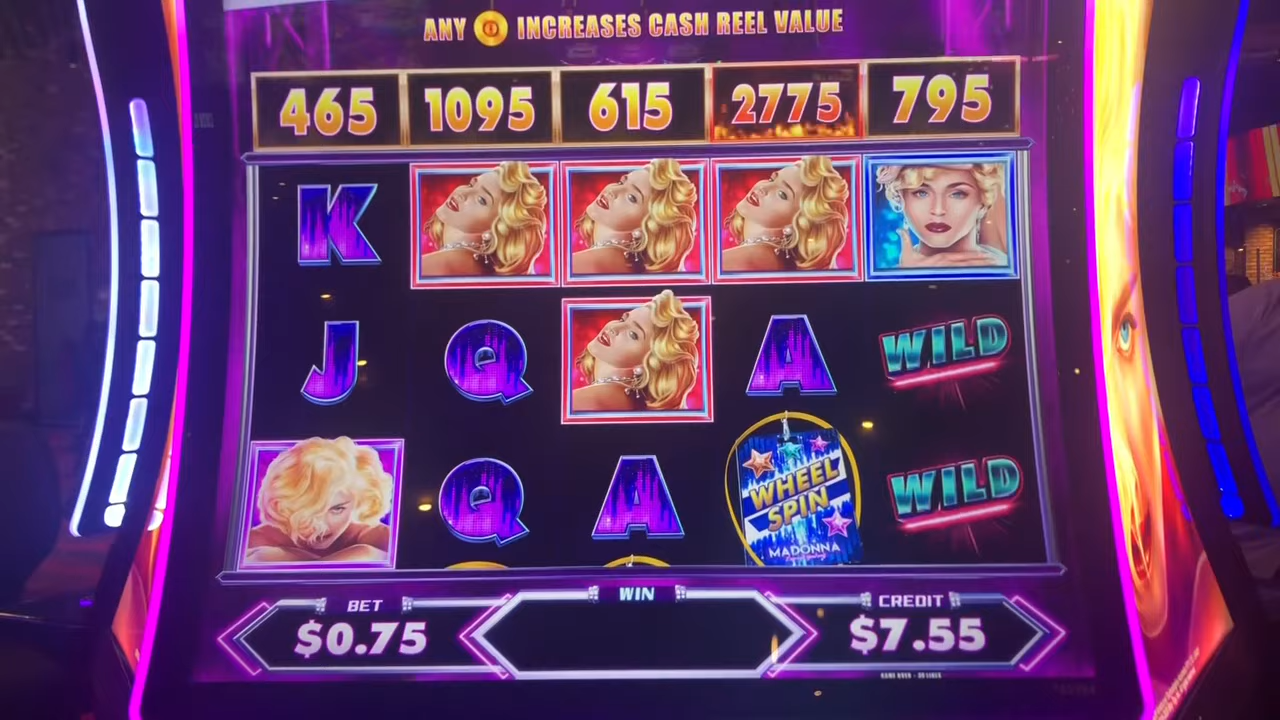 ANY INCREASES CASH REEL VALUE
465 1095 615 2775 795
K
J Q A WILD
Q A WHEEL SPIN MADONNA WILD
BET WIN CREDIT
$0.75 $7.55